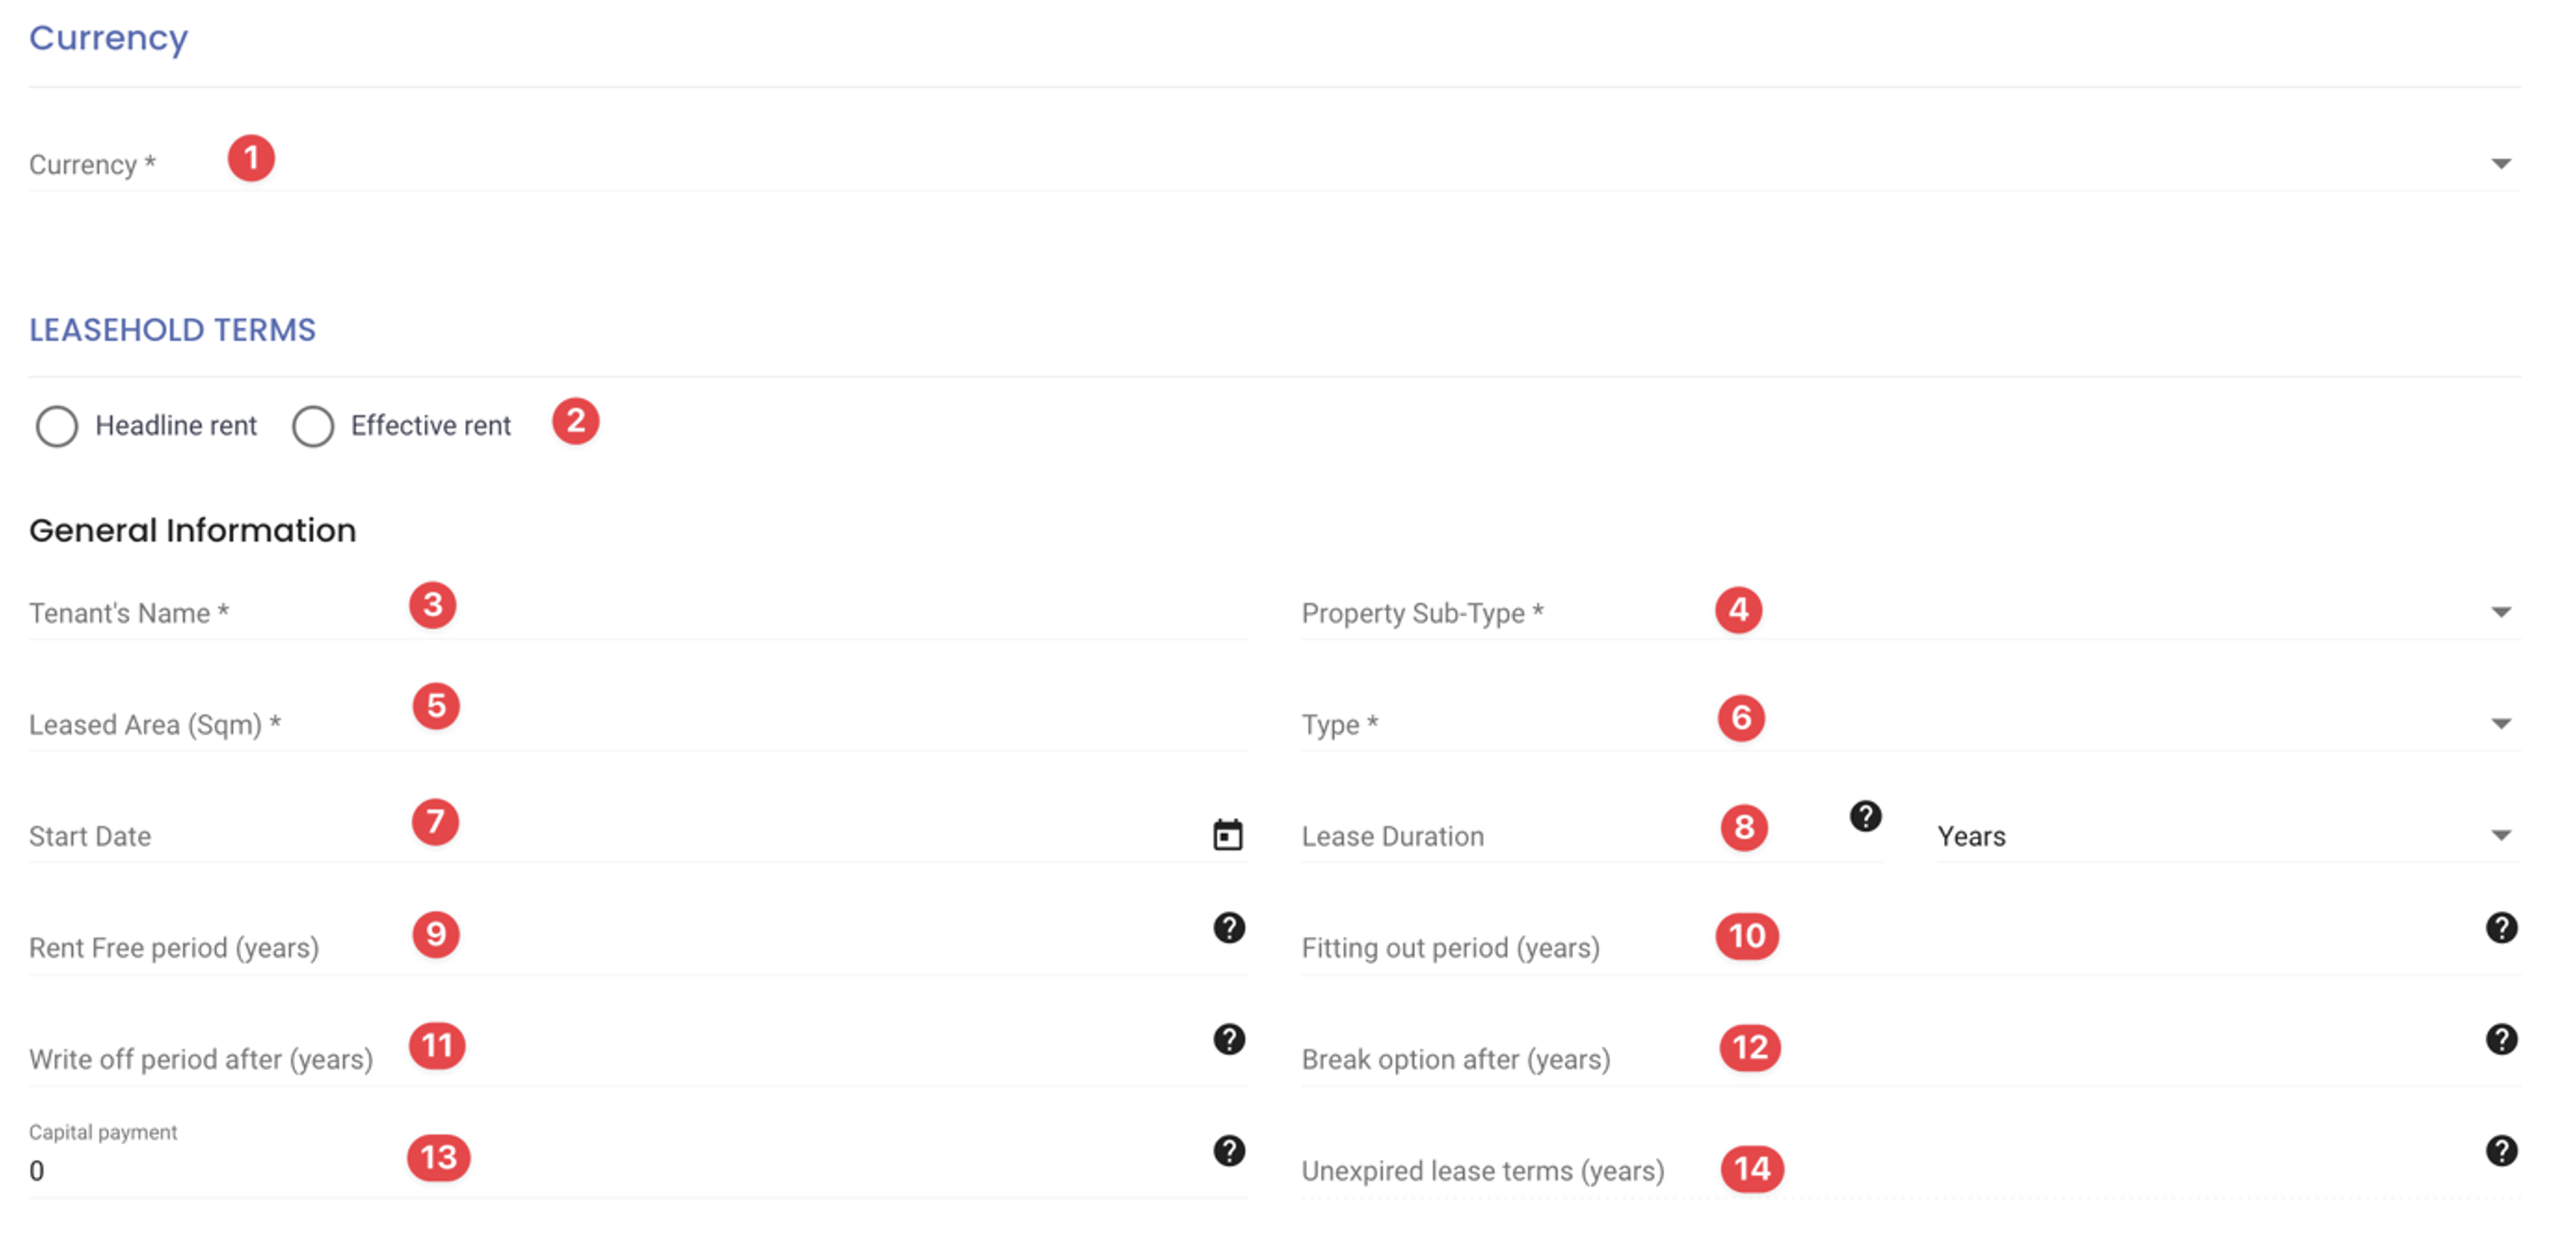 Currency
Currency * 1
LEASEHOLD TERMS
Headline rent Effective rent 2
General Information
Tenant's Name * 3 Property Sub-Type * 4
Leased Area (Sqm) * 5 Type * 6
Start Date 7 Lease Duration 8 ? Years
Rent Free period (years) 9 ? Fitting out period (years) 10 ?
Write off period after (years) 11 ? Break option after (years) 12 ?
Capital payment
0 13 ? Unexpired lease terms (years) 14 ?